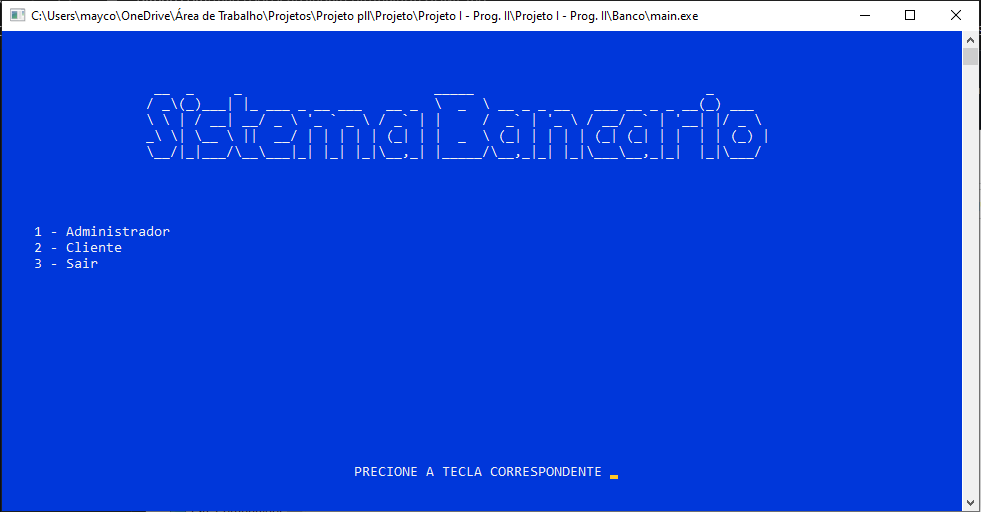 C:\Users\mayco\OneDrive\Área de Trabalho\Projetos\Projeto pII\Projeto\Projeto I - Prog. II\Projeto I - Prog. II\Banco\main.exe
Sistema Bancario
1 - Administrador
2 - Cliente
3 - Sair
PRECIONE A TECLA CORRESPONDENTE